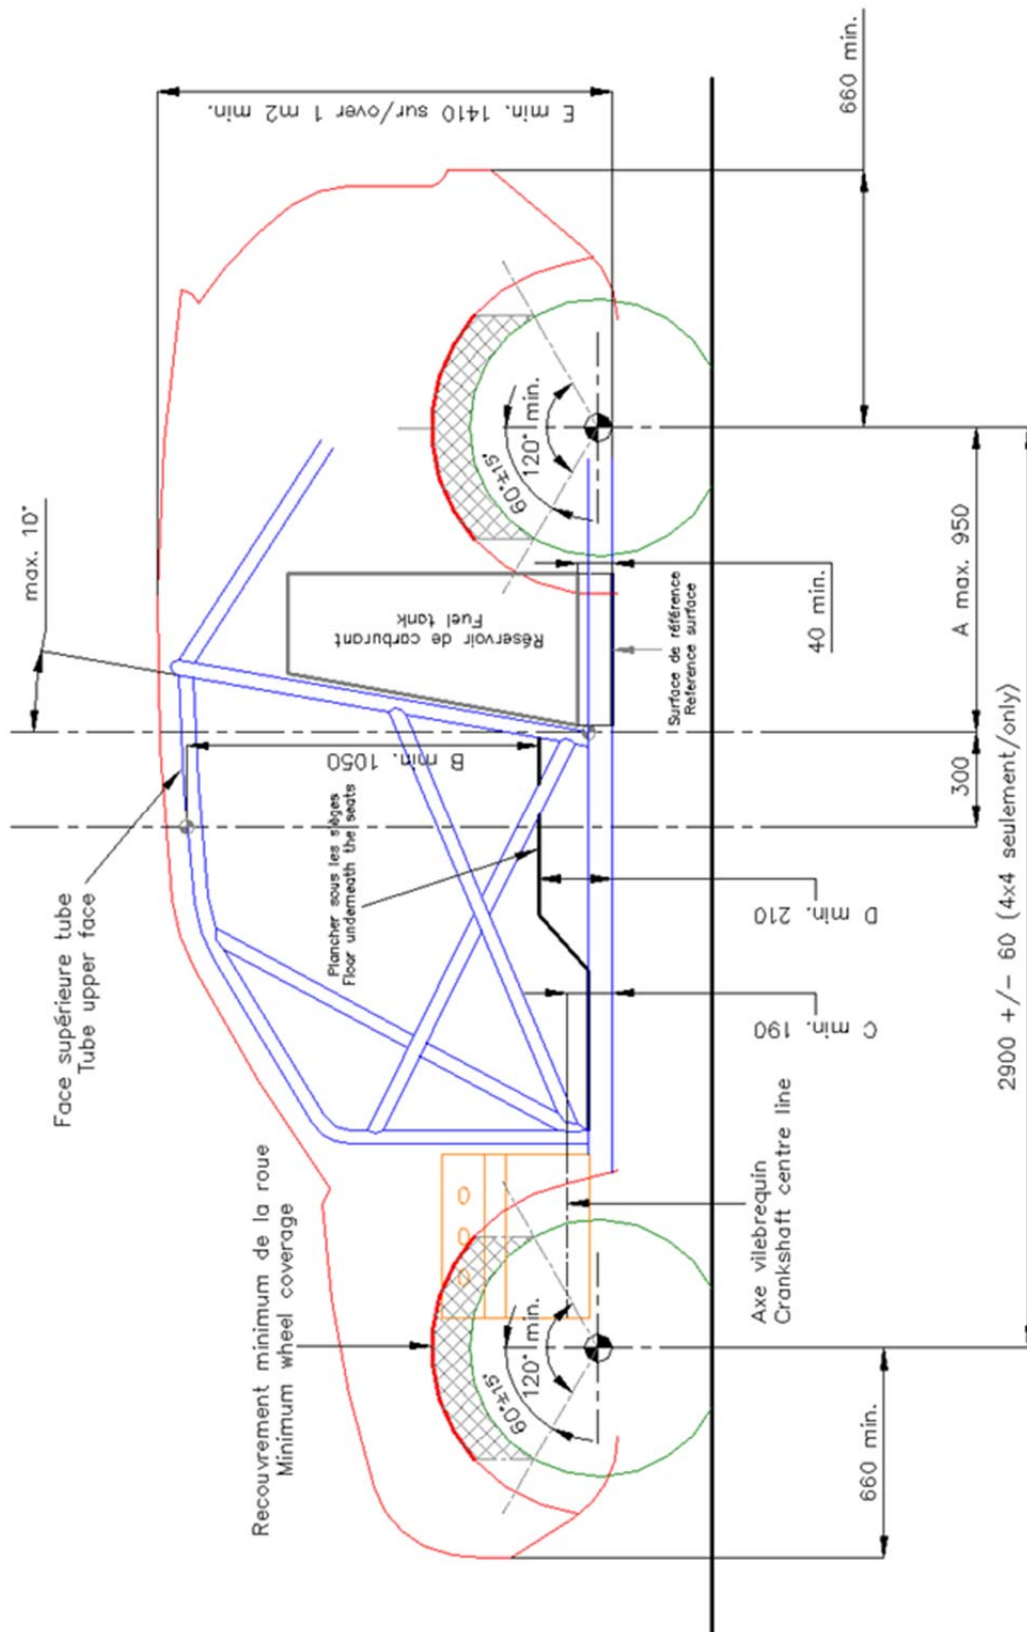 max. 10°
Face supérieure tube
Tube upper face
E min. 1410 sur/over 1 m2 min.
B min. 1050
Réservoir de carburant
Fuel tank
Plancher sous les sièges
Floor underneath the seats
Recouvrement minimum de la roue
Minimum wheel coverage
60°±15°
120° min.
60°±15°
120° min.
Surface de référence
Reference surface
40 min.
D min. 210
C min. 190
Axe vilebrequin
Crankshaft centre line
660 min.
660 min.
300
A max. 950
2900 +/- 60 (4x4 seulement/only)